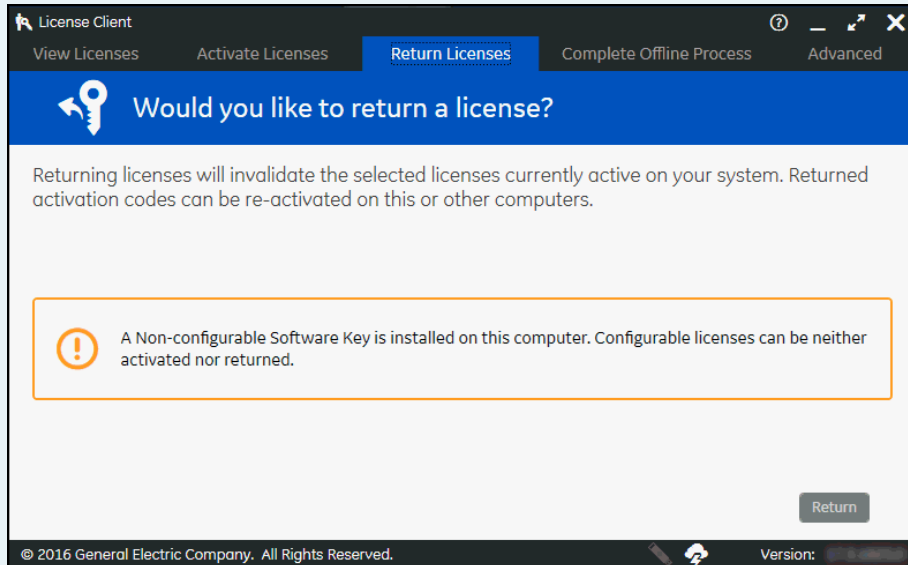 License Client
View Licenses Activate Licenses Return Licenses Complete Offline Process Advanced
Would you like to return a license?
Returning licenses will invalidate the selected licenses currently active on your system. Returned
activation codes can be re-activated on this or other computers.
A Non-configurable Software Key is installed on this computer. Configurable licenses can be neither
activated nor returned.
Return
© 2016 General Electric Company. All Rights Reserved. Version: